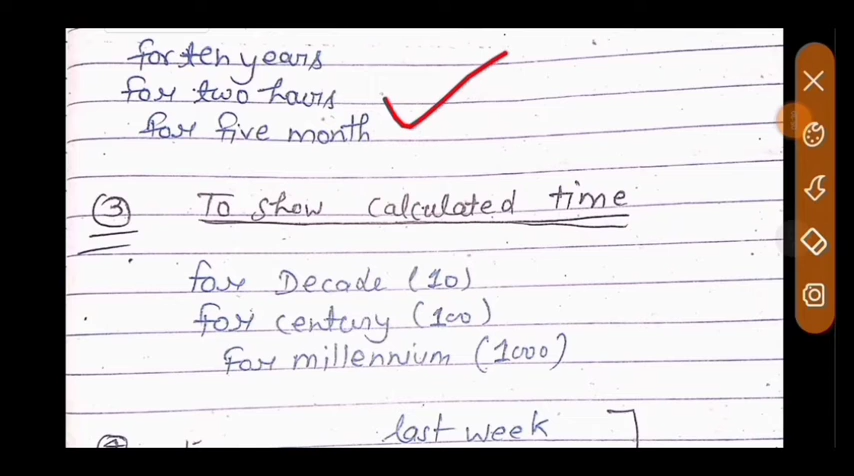 for ten years
for two hours
for five month
3 To show calculated time
for Decade (10)
for century (100)
for millennium (1000)
last week